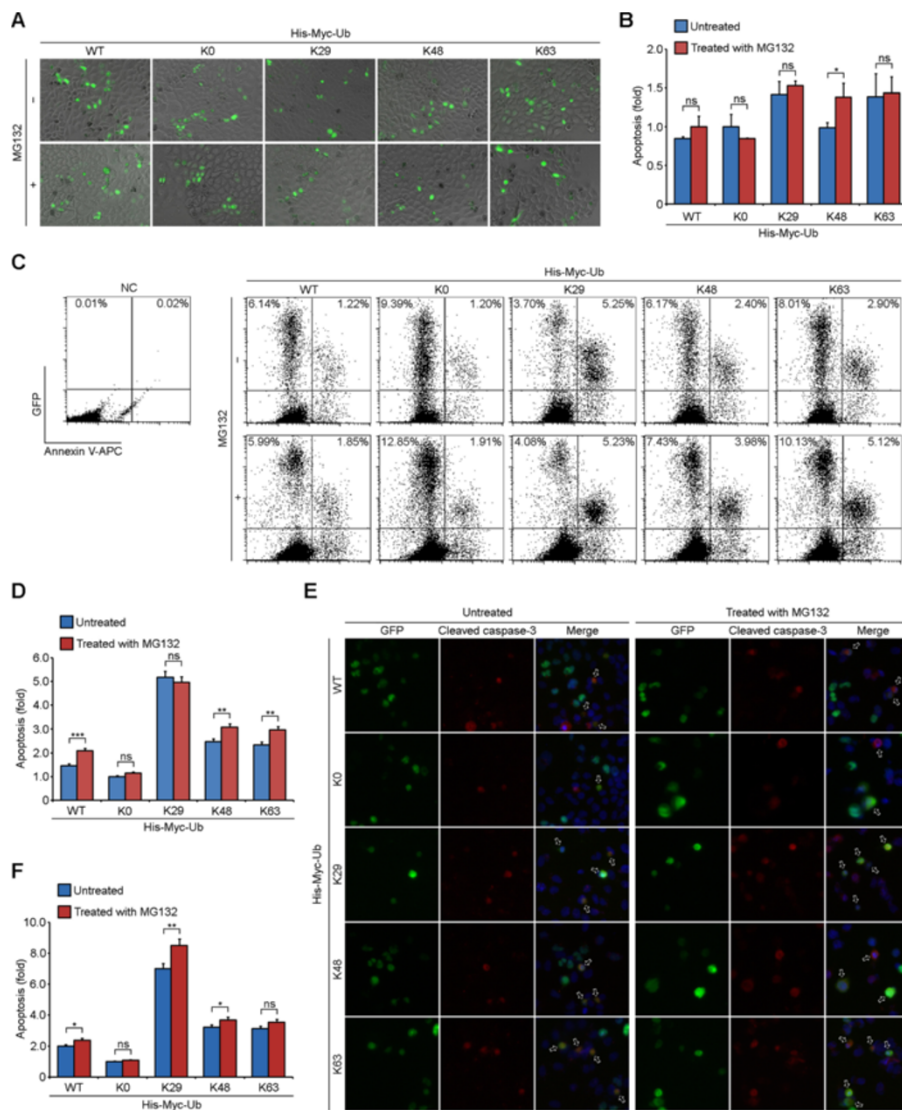 A
His-Myc-Ub
WT K0 K29 K48 K63
MG132
−
+
B
Untreated
Treated with MG132
Apoptosis (fold)
2.0
1.5
1.0
0.5
0
ns ns ns * ns
WT K0 K29 K48 K63
His-Myc-Ub
C
NC
0.01% 0.02%
GFP
Annexin V-APC
His-Myc-Ub
WT K0 K29 K48 K63
MG132
−
6.14% 1.22% 9.39% 1.20% 3.70% 5.25% 6.17% 2.40% 8.01% 2.90%
+
5.99% 1.85% 12.85% 1.91% 4.08% 5.23% 7.43% 3.98% 10.13% 5.12%
D
Untreated
Treated with MG132
Apoptosis (fold)
6.0
5.0
4.0
3.0
2.0
1.0
0
*** ns ns ** **
WT K0 K29 K48 K63
His-Myc-Ub
E
Untreated Treated with MG132
GFP Cleaved caspase-3 Merge GFP Cleaved caspase-3 Merge
His-Myc-Ub
WT
K0
K29
K48
K63
F
Untreated
Treated with MG132
Apoptosis (fold)
10.0
8.0
6.0
4.0
2.0
0
* ns ** * ns
WT K0 K29 K48 K63
His-Myc-Ub